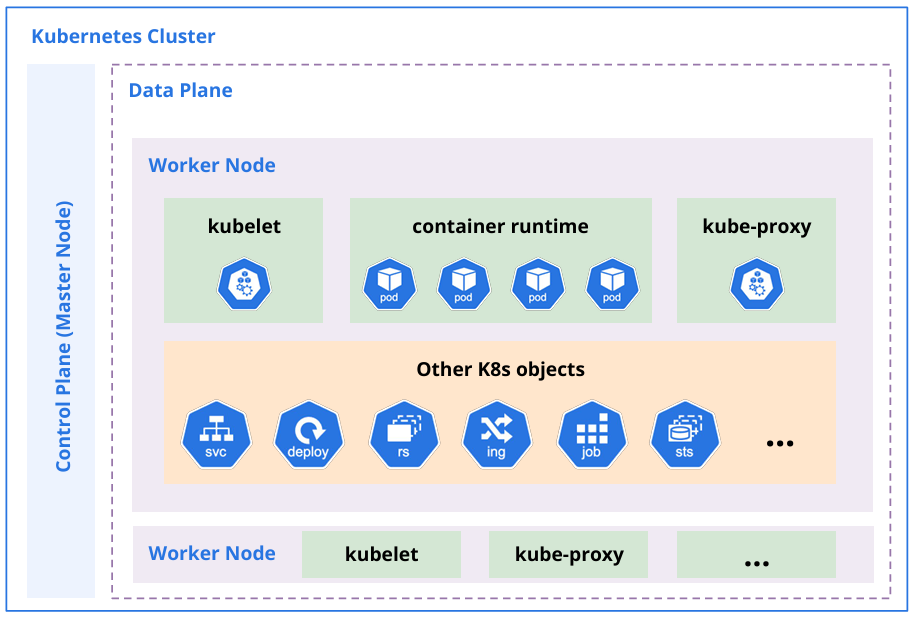 Kubernetes Cluster
Control Plane (Master Node)
Data Plane
Worker Node
kubelet
container runtime
pod
pod
pod
pod
kube-proxy
Other K8s objects
svc
deploy
rs
ing
job
sts
...
Worker Node
kubelet
kube-proxy
...